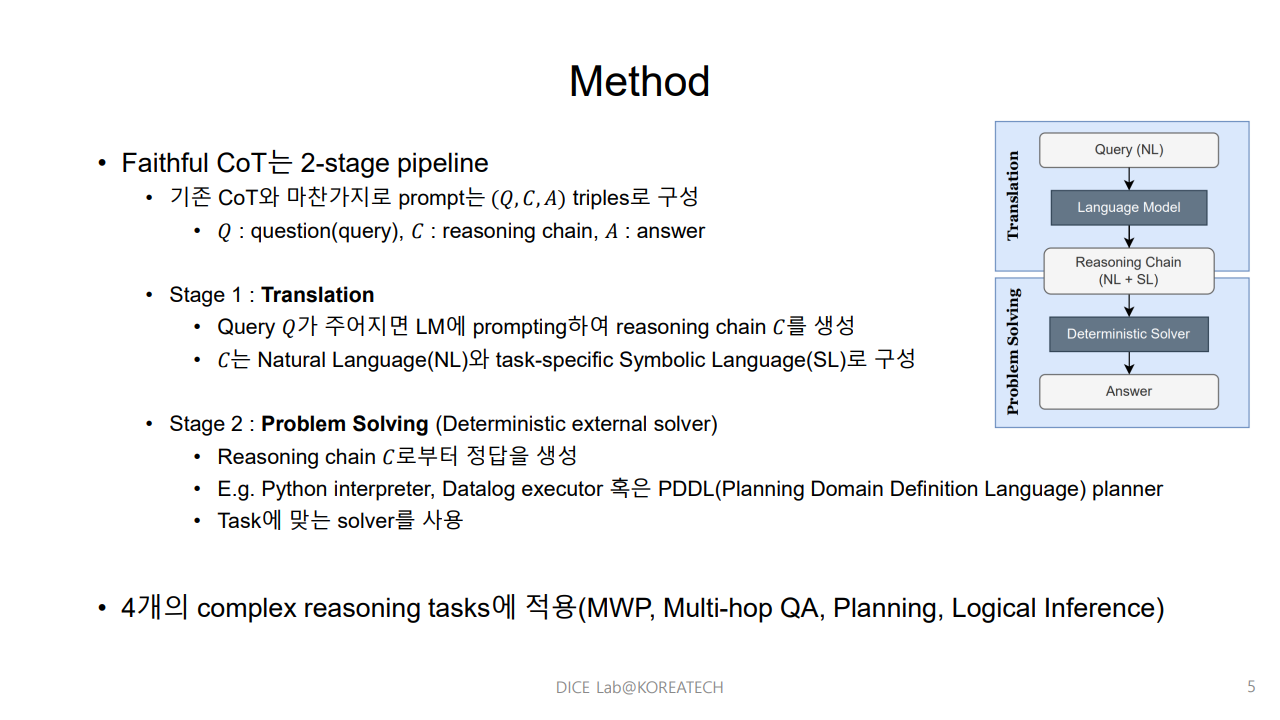 Method
• Faithful CoT는 2-stage pipeline
• 기존 CoT와 마찬가지로 prompt는 (𝑄, 𝐶, 𝐴) triples로 구성
• 𝑄 : question(query), 𝐶 : reasoning chain, 𝐴 : answer
• Stage 1 : Translation
• Query 𝑄가 주어지면 LM에 prompting하여 reasoning chain 𝐶를 생성
• 𝐶는 Natural Language(NL)와 task-specific Symbolic Language(SL)로 구성
• Stage 2 : Problem Solving (Deterministic external solver)
• Reasoning chain 𝐶로부터 정답을 생성
• E.g. Python interpreter, Datalog executor 혹은 PDDL(Planning Domain Definition Language) planner
• Task에 맞는 solver를 사용
• 4개의 complex reasoning tasks에 적용(MWP, Multi-hop QA, Planning, Logical Inference)
Translation
Query (NL)
Language Model
Reasoning Chain
(NL + SL)
Problem Solving
Deterministic Solver
Answer
DICE Lab@KOREATECH
5